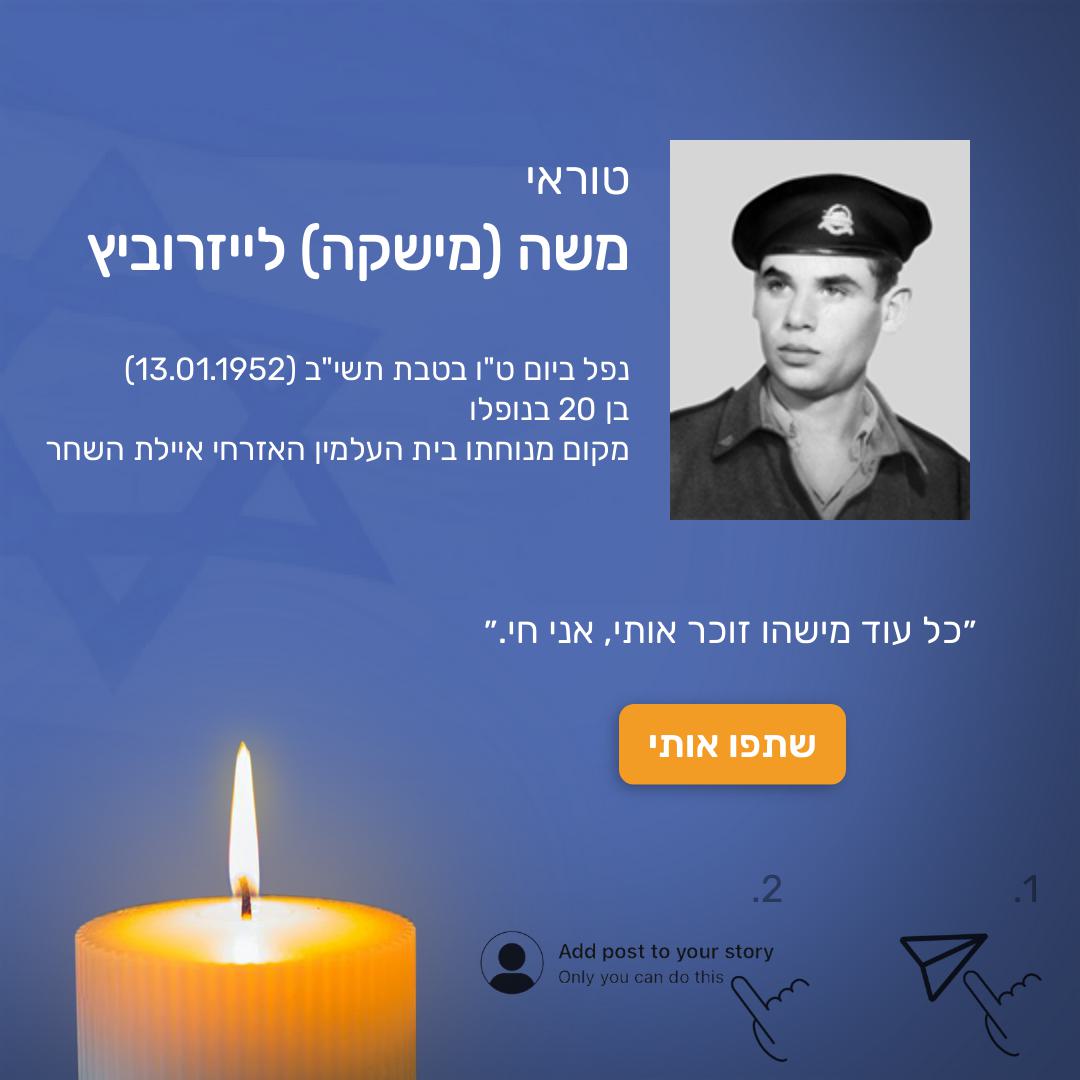 טוראי
משה (מישקה) לייזרוביץ
נפל ביום ט"ו בטבת תשי"ב (13.01.1952)
בן 20 בנופלו
מקום מנוחתו בית העלמין האזרחי איילת השחר
״כל עוד מישהו זוכר אותי, אני חי.״
שתפו אותי
.1
.2
Add post to your story
Only you can do this